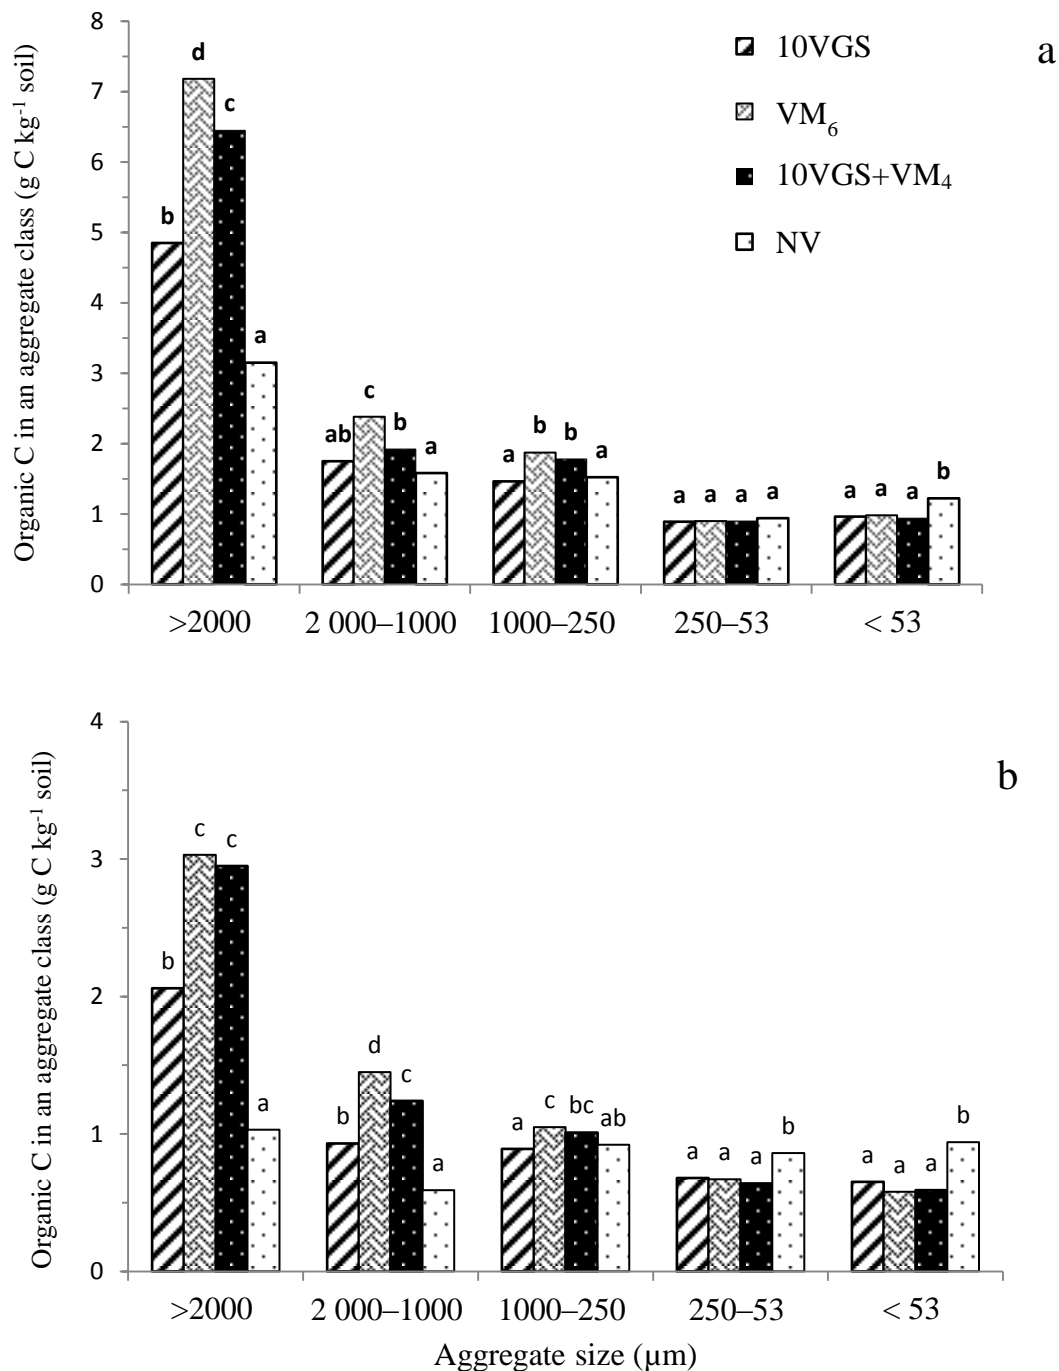 a
10VGS
VM₆
10VGS+VM₄
NV
Organic C in an aggregate class (g C kg⁻¹ soil)
8
7
6
5
4
3
2
1
0
b d c a
ab c b a
a b b a
a a a a
a a a b
>2000 2 000–1000 1000–250 250–53 < 53
b
Organic C in an aggregate class (g C kg⁻¹ soil)
4
3
2
1
0
b c c a
b d c a
a c bc ab
a a a b
a a a b
>2000 2 000–1000 1000–250 250–53 < 53
Aggregate size (µm)